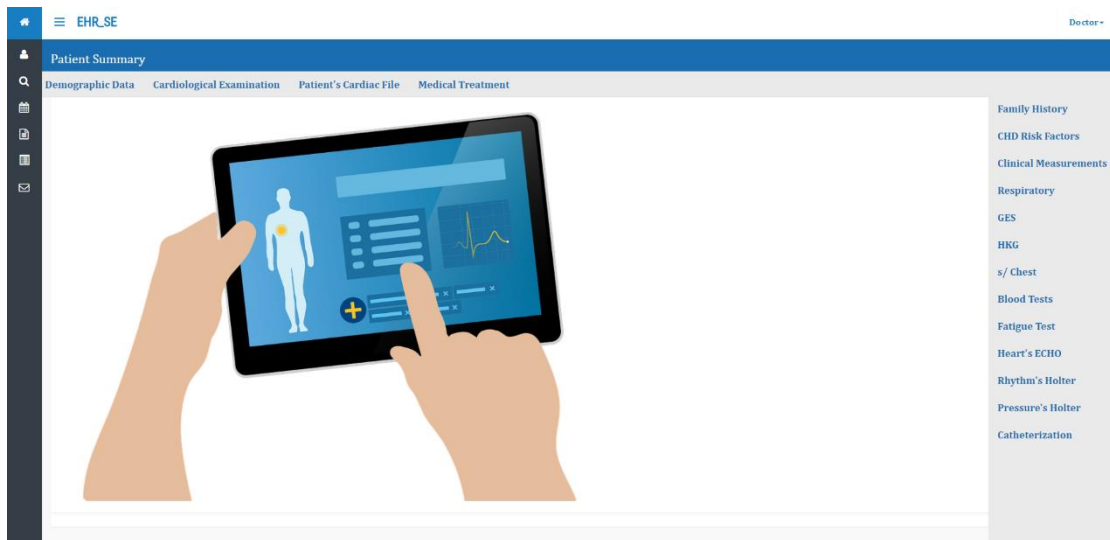 EHR_SE
Doctor
Patient Summary
Demographic Data Cardiological Examination Patient's Cardiac File Medical Treatment
Family History
CHD Risk Factors
Clinical Measurements
Respiratory
GES
HKG
s/ Chest
Blood Tests
Fatigue Test
Heart's ECHO
Rhythm's Holter
Pressure's Holter
Catheterization